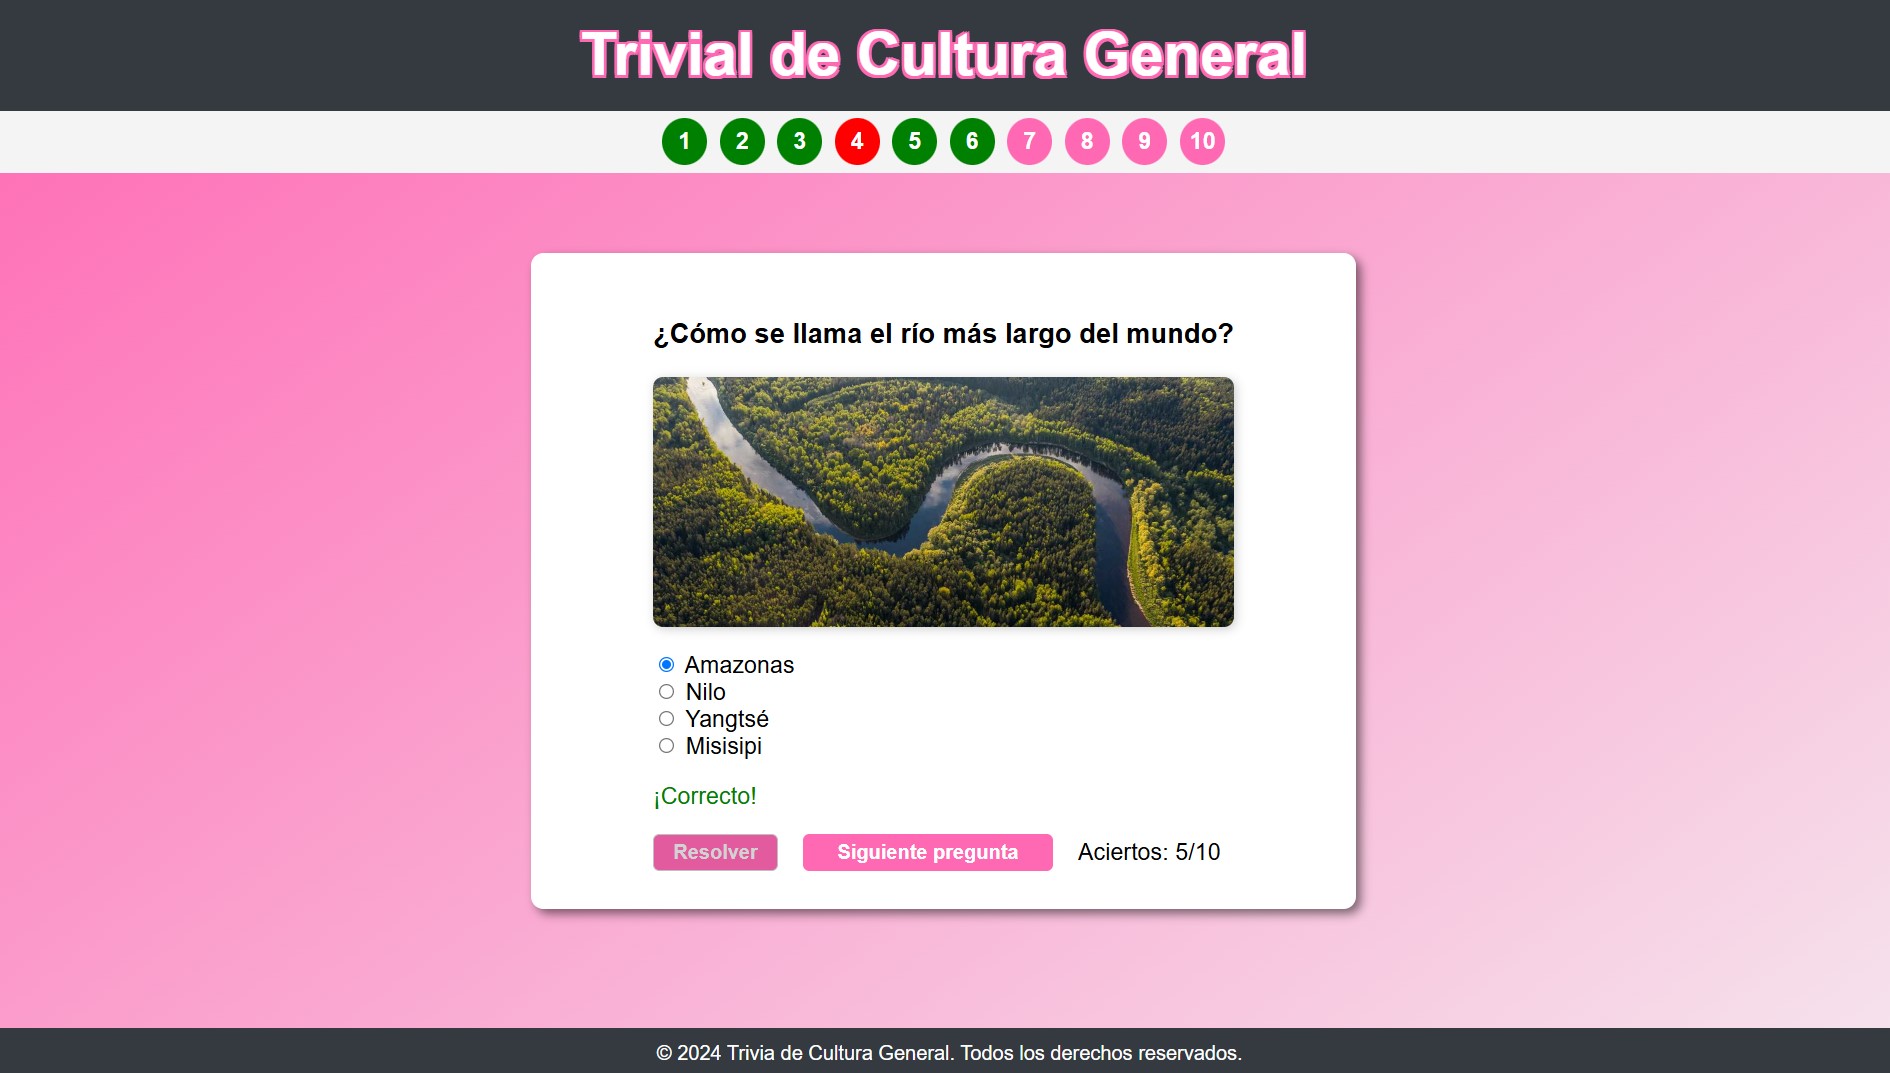 Trivial de Cultura General
1 2 3 4 5 6 7 8 9 10
¿Cómo se llama el río más largo del mundo?
Amazonas
Nilo
Yangtsé
Misisipi
¡Correcto!
Resolver Siguiente pregunta Aciertos: 5/10
© 2024 Trivia de Cultura General. Todos los derechos reservados.